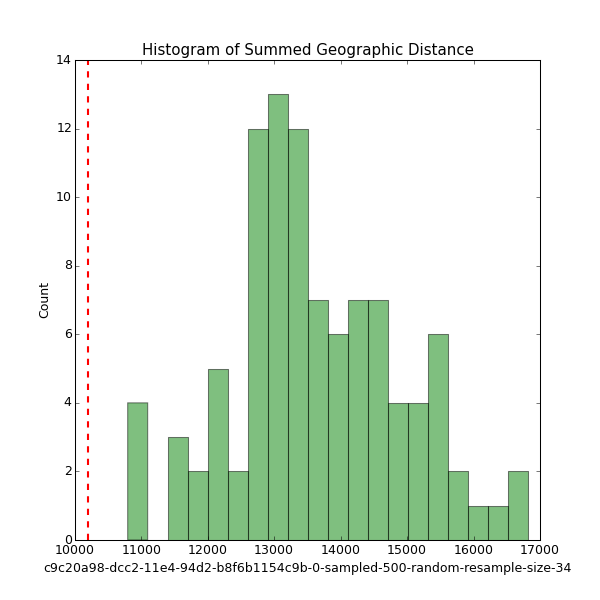 Histogram of Summed Geographic Distance
14
12
10
8
6
4
2
0
Count
10000 11000 12000 13000 14000 15000 16000 17000
c9c20a98-dcc2-11e4-94d2-b8f6b1154c9b-0-sampled-500-random-resample-size-34